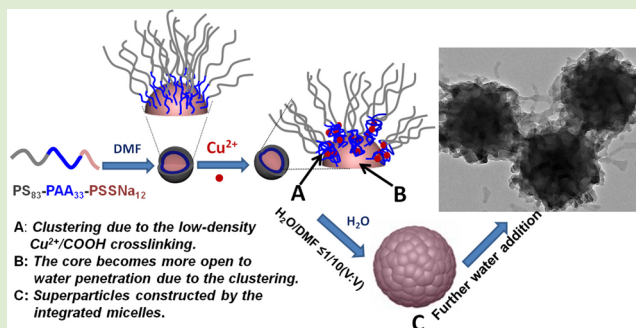 DMF
Cu²⁺
PS₈₃-PAA₃₃-PSSNa₁₂
A
B
A: Clustering due to the low-density
Cu²⁺/COOH crosslinking.
B: The core becomes more open to
water penetration due to the clustering.
C: Superparticles constructed by the
integrated micelles.
H₂O
H₂O/DMF ≤1/10(V:V)
C
Further water addition